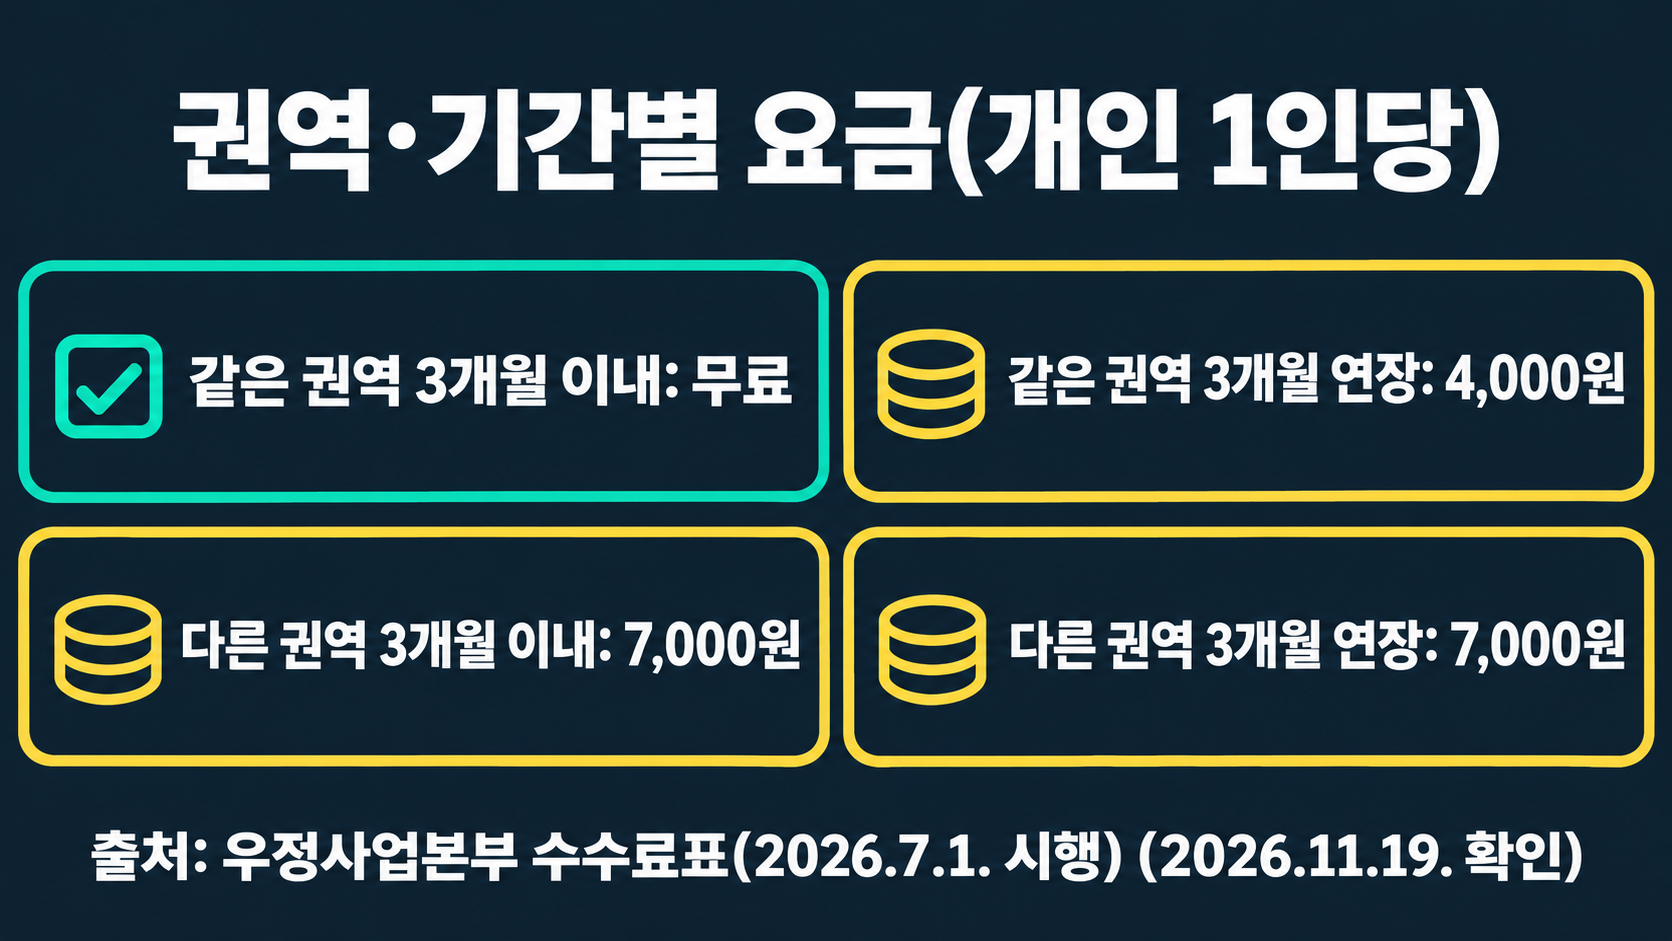 권역·기간별 요금(개인 1인당)
같은 권역 3개월 이내: 무료
같은 권역 3개월 연장: 4,000원
다른 권역 3개월 이내: 7,000원
다른 권역 3개월 연장: 7,000원
출처: 우정사업본부 수수료표(2026.7.1. 시행) (2026.11.19. 확인)